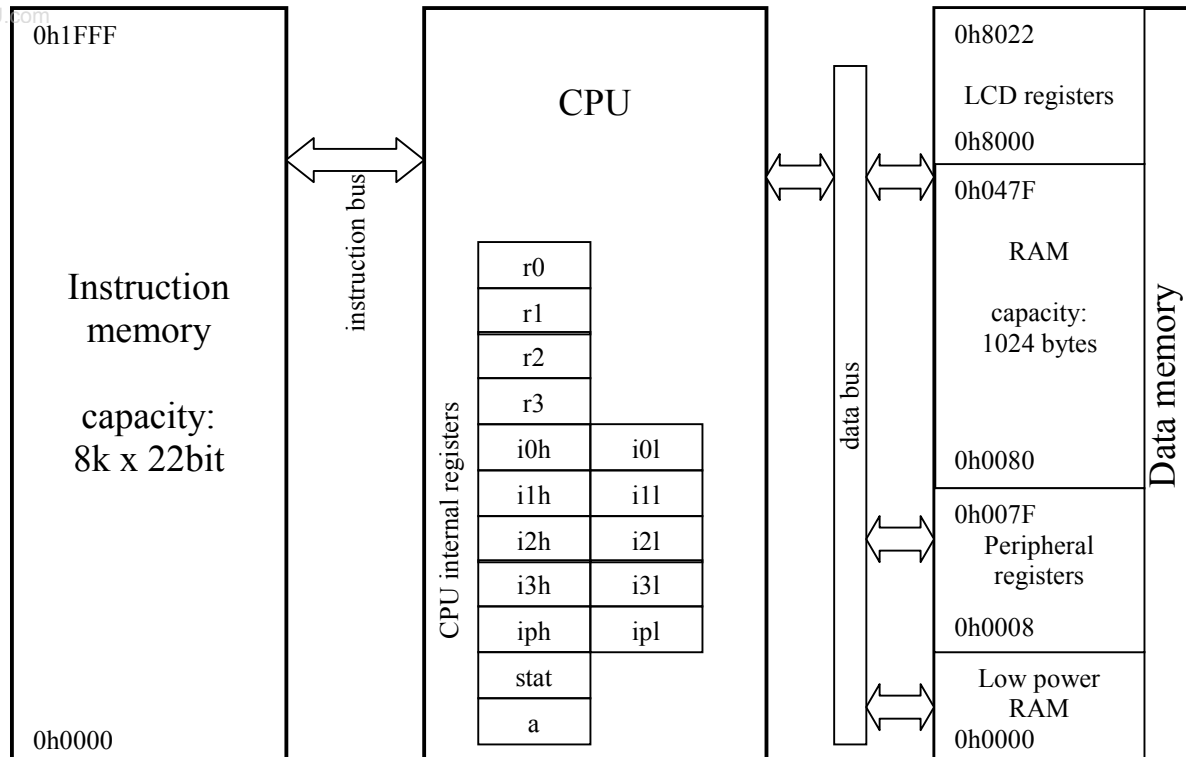 J.com
0h1FFF
Instruction
memory
capacity:
8k x 22bit
0h0000
instruction bus
CPU
CPU internal registers
r0
r1
r2
r3
i0h i0l
i1h i1l
i2h i2l
i3h i3l
iph ipl
stat
a
data bus
0h8022
LCD registers
0h8000
0h047F
RAM
capacity:
1024 bytes
0h0080
0h007F
Peripheral
registers
0h0008
Low power
RAM
0h0000
Data memory